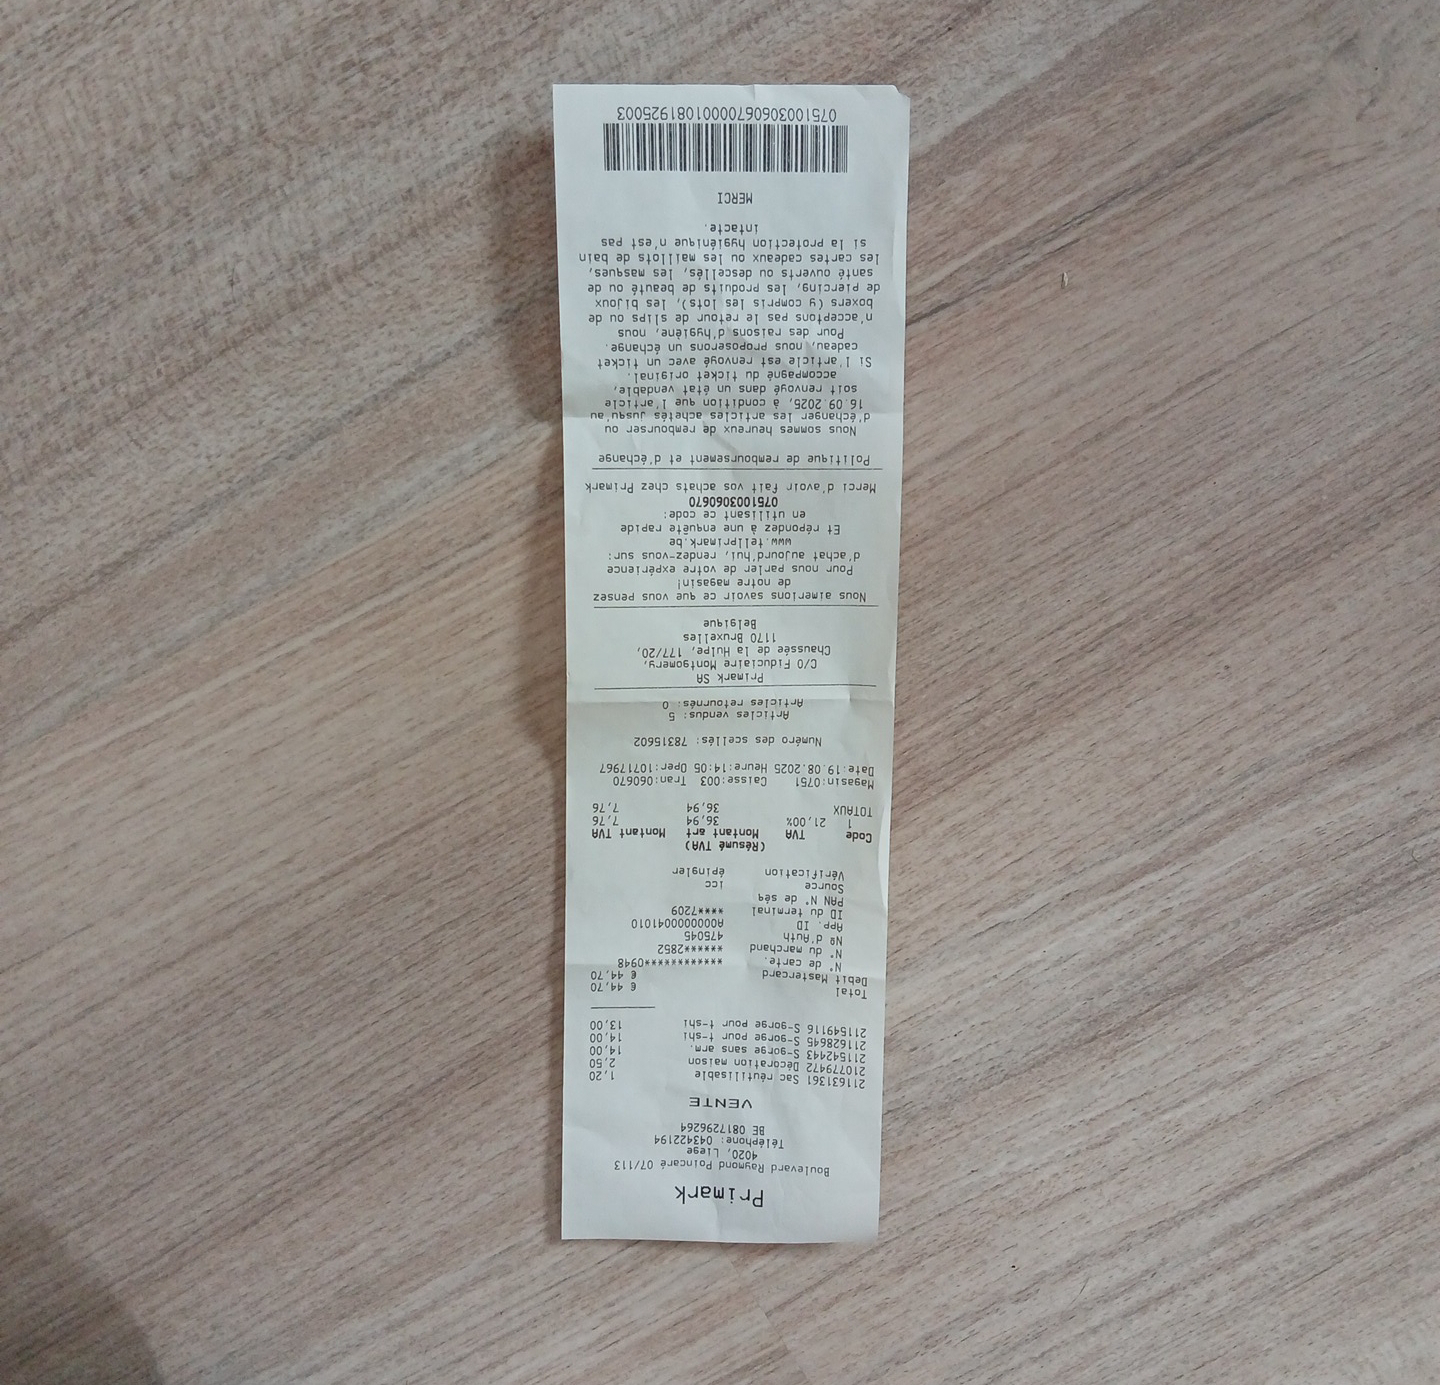 Primark
Boulevard Raymond Poincaré 07/113
4020, Liege
Téléphone: 043422194
BE 0817296264
VENTE
211631361 Sac réutilisable 1,20
210779472 Décoration maison 2,50
211542443 S-gorge sans arm. 14,00
211628645 S-gorge pour t-shi 14,00
211549116 S-gorge pour t-shi 13,00
Total € 44,70
Debit Mastercard € 44,70
N° de carte. ************0948
N° du marchand ******2852
Nº d'Auth 475045
App. ID A0000000041010
ID du terminal ****7209
PAN N° de séq
Source icc
Vérification épingler
(Résumé TVA)
Code TVA Montant art Montant TVA
1 21,00% 36,94 7,76
TOTAUX 36,94 7,76
Magasin:0751 Caisse:003 Tran:060670
Date:19.08.2025 Heure:14:05 Oper:10717967
Numéro des scellés: 78315602
Articles vendus: 5
Articles retournés: 0
Primark SA
C/O Fiduciaire Montgomery,
Chaussée de la Hulpe, 177/20,
1170 Bruxelles
Belgique
Nous aimerions savoir ce que vous pensez
de notre magasin!
Pour nous parler de votre expérience
d'achat aujourd'hui, rendez-vous sur:
www.tellprimark.be
Et répondez à une enquête rapide
en utilisant ce code:
075100306067​0
Merci d'avoir fait vos achats chez Primark
Politique de remboursement et d'échange
Nous sommes heureux de rembourser ou
d'échanger les articles achetés jusqu'au
16.09.2025, à condition que l'article
soit renvoyé dans un état vendable,
accompagné du ticket original.
Si l'article est renvoyé avec un ticket
cadeau, nous proposerons un échange.
Pour des raisons d'hygiène, nous
n'acceptons pas le retour de slips ou de
boxers (y compris les lots), les bijoux
de piercing, les produits de beauté ou de
santé ouverts ou descellés, les masques,
les cartes cadeaux ou les maillots de bain
si la protection hygiénique n'est pas
intacte.
MERCI
07510030606700001081925003